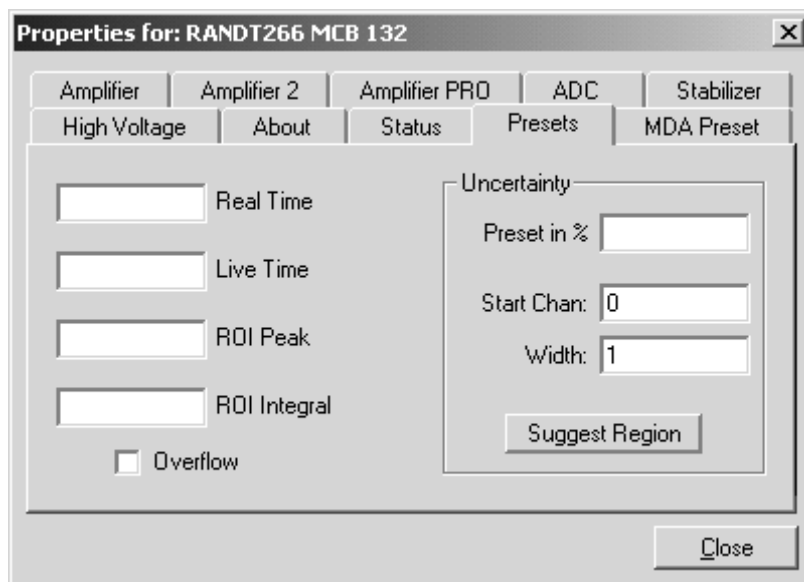 Properties for: RANDT266 MCB 132
Amplifier Amplifier 2 Amplifier PRO ADC Stabilizer
High Voltage About Status Presets MDA Preset
Real Time
Live Time
ROI Peak
ROI Integral
Overflow
Uncertainty
Preset in %
Start Chan: 0
Width: 1
Suggest Region
Close